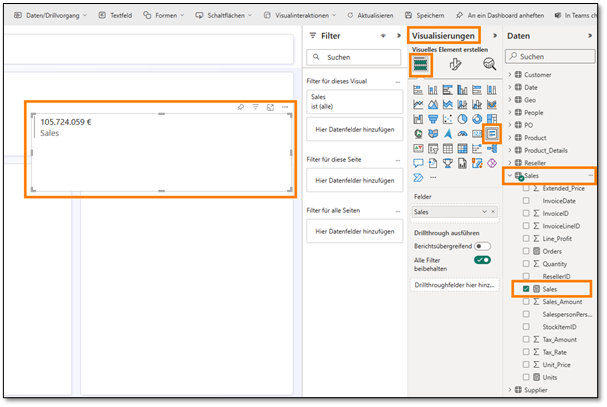 Daten/Drillvorgang
Textfeld
Formen
Schaltflächen
Visualinteraktionen
Aktualisieren
Speichern
An ein Dashboard anheften
In Teams c
105.724.059 €
Sales
Filter
Suchen
Filter für dieses Visual
Sales
ist (alle)
Hier Datenfelder hinzufügen
Filter für diese Seite
Hier Datenfelder hinzufügen
Filter für alle Seiten
Hier Datenfelder hinzufügen
Visualisierungen
Visuelles Element erstellen
Felder
Sales
Drillthrough ausführen
Berichtsübergreifend
Alle Filter
beibehalten
Drillthroughfelder hier hinz...
Daten
Suchen
Customer
Date
Geo
People
PO
Product
Product_Details
Reseller
Sales
Extended_Price
InvoiceDate
InvoiceID
InvoiceLineID
Line_Profit
Orders
Quantity
ResellerID
Sales
Sales_Amount
SalespersonPers...
StockItemID
Tax_Amount
Tax_Rate
Unit_Price
Units
Supplier